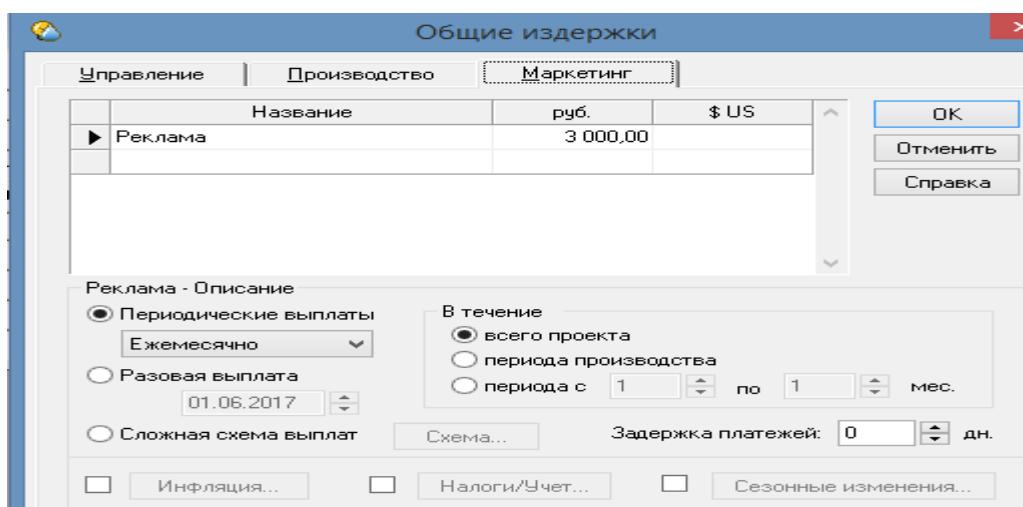 Общие издержки
Управление Производство Маркетинг
Название руб. $ US
Реклама 3 000,00
OK
Отменить
Справка
Реклама - Описание
Периодические выплаты
Ежемесячно
Разовая выплата
01.06.2017
Сложная схема выплат Схема...
В течение
всего проекта
периода производства
периода с 1 по 1 мес.
Задержка платежей: 0 дн.
Инфляция... Налоги/Учет... Сезонные изменения...